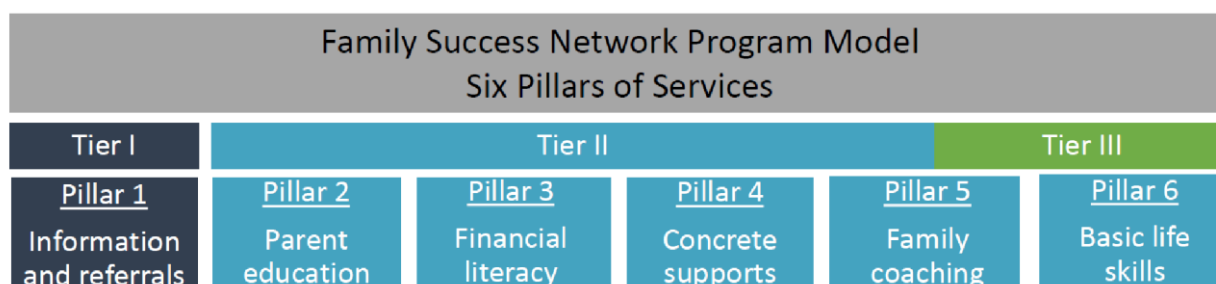 Family Success Network Program Model
Six Pillars of Services
Tier I
Tier II
Tier III
Pillar 1
Information
and referrals
Pillar 2
Parent
education
Pillar 3
Financial
literacy
Pillar 4
Concrete
supports
Pillar 5
Family
coaching
Pillar 6
Basic life
skills